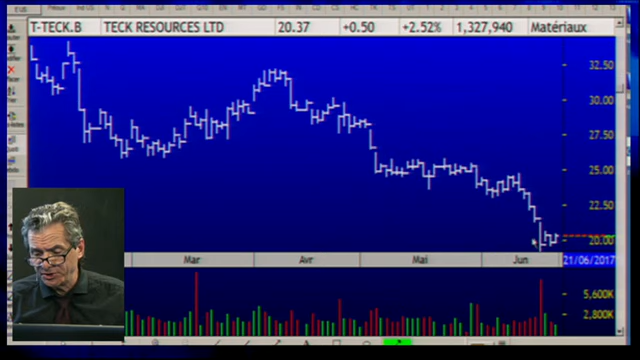 T-TECK.B TECK RESOURCES LTD 20.37 +0.50 +2.52% 1,327,940 Matériaux
32.50
30.00
27.50
25.00
22.50
20.00
Mar Avr Mai Jun 21/06/2017
5,600K
2,800K